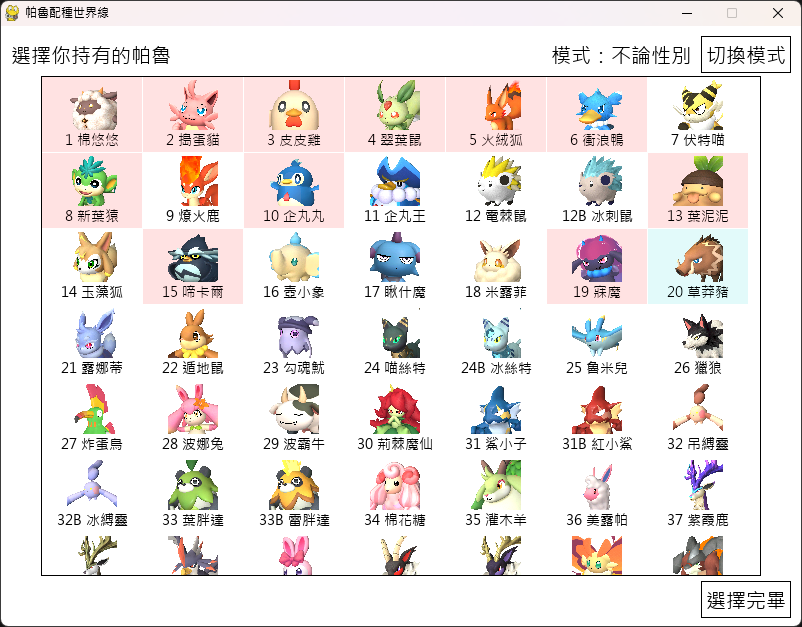 帕魯配種世界線
選擇你持有的帕魯 模式：不論性別 切換模式
1 棉悠悠 2 搗蛋貓 3 皮皮雞 4 翠葉鼠 5 火絨狐 6 衝浪鴨 7 伏特喵
8 新葉猿 9 燎火鹿 10 企丸丸 11 企丸王 12 電棘鼠 12B 冰刺鼠 13 葉泥泥
14 玉藻狐 15 啼卡爾 16 壺小象 17 瞅什魔 18 米露菲 19 寐魔 20 草莽豬
21 露娜蒂 22 遁地鼠 23 勾魂魷 24 喵絲特 24B 冰絲特 25 魯米兒 26 獵狼
27 炸蛋鳥 28 波娜兔 29 波霸牛 30 荊棘魔仙 31 鯊小子 31B 紅小鯊 32 吊縛靈
32B 冰縛靈 33 葉胖達 33B 雷胖達 34 棉花糖 35 灌木羊 36 美露帕 37 紫霞鹿
選擇完畢